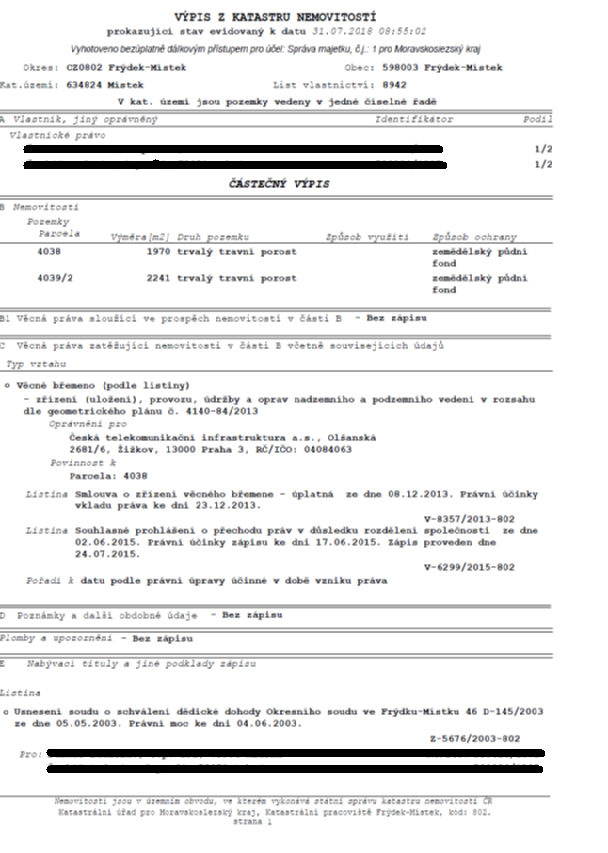 VÝPIS Z KATASTRU NEMOVITOSTÍ
prokazující stav evidovaný k datu 31.07.2018 08:55:02
Vyhotoveno bezúplatně dálkovým přístupem pro účel: Správa majetku, č.j.: 1 pro Moravskoslezský kraj
Okres: CZ0802 Frýdek-Místek Obec: 598003 Frýdek-Místek
Kat.území: 634824 Místek List vlastnictví: 8942
V kat. území jsou pozemky vedeny v jedné číselné řadě
A Vlastník, jiný oprávněný Identifikátor Podíl
Vlastnické právo
1/2
1/2
ČÁSTEČNÝ VÝPIS
B Nemovitosti
Pozemky
Parcela Výměra[m2] Druh pozemku Způsob využití Způsob ochrany
4038 1970 trvalý travní porost zemědělský půdní
fond
4039/2 2241 trvalý travní porost zemědělský půdní
fond
B1 Věcná práva sloužící ve prospěch nemovitostí v části B - Bez zápisu
C Věcná práva zatěžující nemovitosti v části B včetně souvisejících údajů
Typ vztahu
o Věcné břemeno (podle listiny)
- zřízení (uložení), provozu, údržby a oprav nadzemního a podzemního vedení v rozsahu
dle geometrického plánu č. 4140-84/2013
Oprávnění pro
Česká telekomunikační infrastruktura a.s., Olšanská
2681/6, Žižkov, 13000 Praha 3, RČ/IČO: 04084063
Povinnost k
Parcela: 4038
Listina Smlouva o zřízení věcného břemene - úplatná ze dne 08.12.2013. Právní účinky
vkladu práva ke dni 23.12.2013.
V-8357/2013-802
Listina Souhlasné prohlášení o přechodu práv v důsledku rozdělení společnosti ze dne
02.06.2015. Právní účinky zápisu ke dni 17.06.2015. Zápis proveden dne
24.07.2015.
V-6299/2015-802
Pořadí k datu podle právní úpravy účinné v době vzniku práva
D Poznámky a další obdobné údaje - Bez zápisu
Plomby a upozornění - Bez zápisu
E Nabývací tituly a jiné podklady zápisu
Listina
o Usnesení soudu o schválení dědické dohody Okresního soudu ve Frýdku-Místku 46 D-145/2003
ze dne 05.05.2003. Právní moc ke dni 04.06.2003.
Z-5676/2003-802
Pro:
Nemovitosti jsou v územním obvodu, ve kterém vykonává státní správu katastru nemovitostí ČR
Katastrální úřad pro Moravskoslezský kraj, Katastrální pracoviště Frýdek-Místek, kód: 802.
strana 1